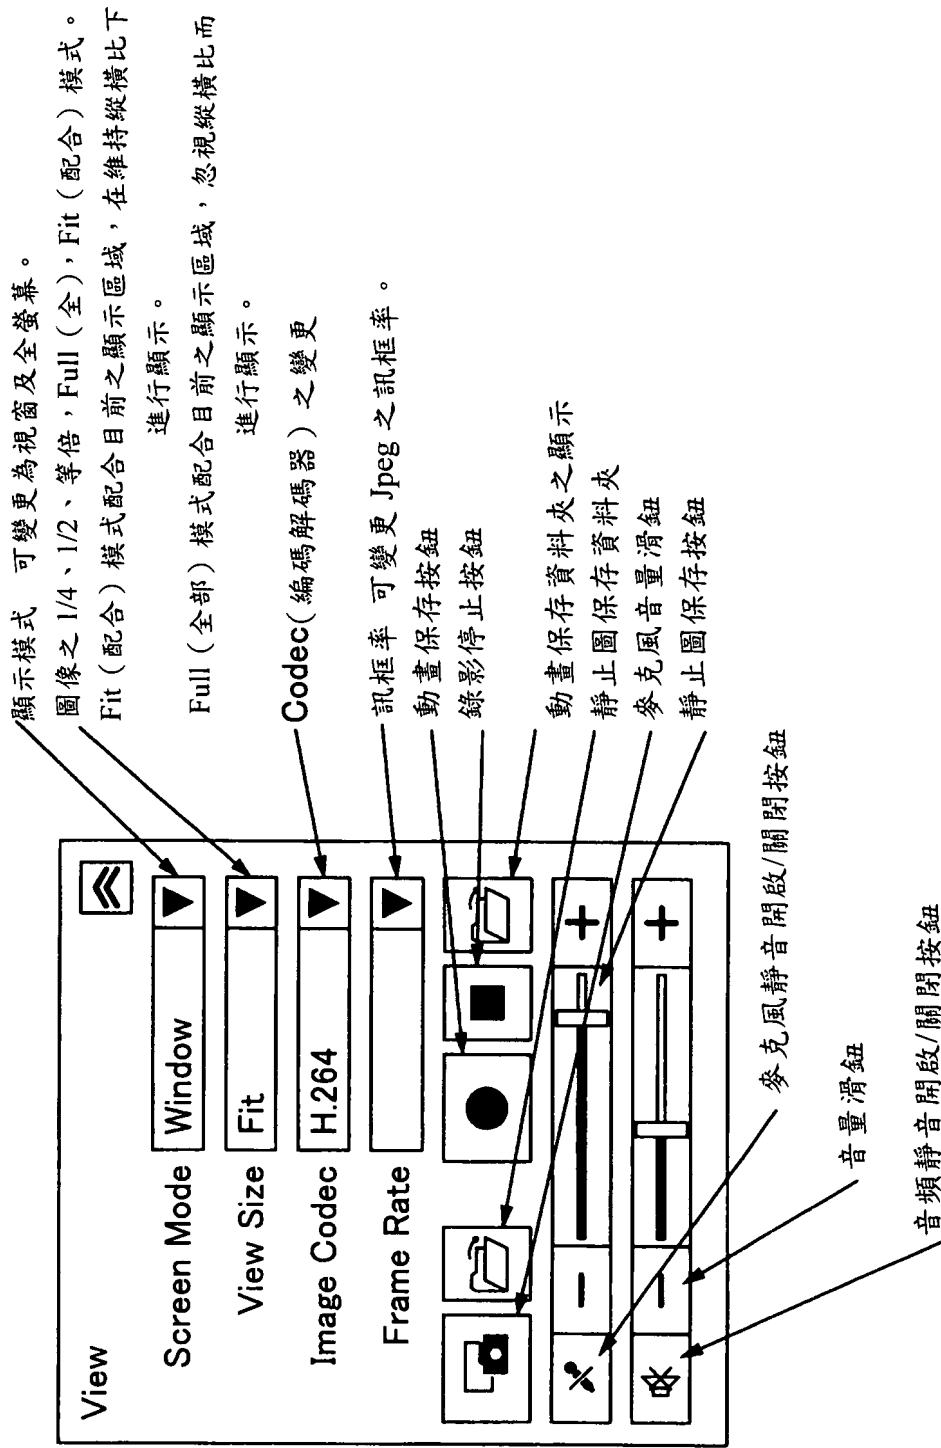 View
Screen Mode
Window
View Size
Fit
Image Codec
H.264
Frame Rate
顯示模式 可變更為視窗及全螢幕。
圖像之 1/4、1/2、等倍，Full（全），Fit（配合）模式。
Fit（配合）模式配合目前之顯示區域，在維持縱橫比下
進行顯示。
Full（全部）模式配合目前之顯示區域，忽視縱橫比而
進行顯示。
Codec（編碼解碼器）之變更
訊框率 可變更 Jpeg 之訊框率。
動畫保存按鈕
錄影停止按鈕
動畫保存資料夾之顯示
靜止圖保存資料夾
麥克風音量滑鈕
靜止圖保存按鈕
麥克風靜音開啟/關閉按鈕
音量滑鈕
音頻靜音開啟/關閉按鈕